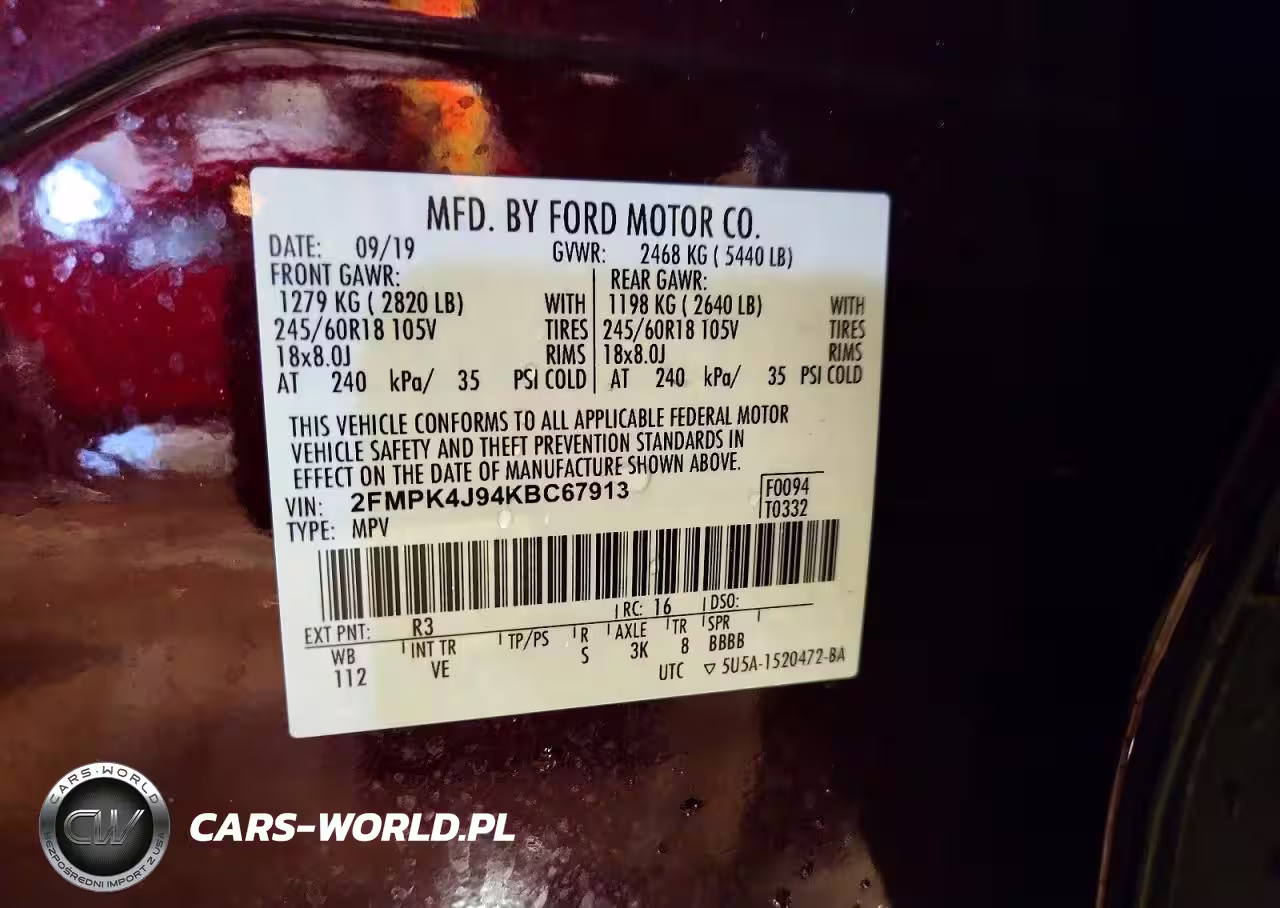 MFD. BY FORD MOTOR CO.
DATE: 09/19 GVWR: 2468 KG ( 5440 LB)
FRONT GAWR: REAR GAWR:
1279 KG ( 2820 LB) WITH 1198 KG ( 2640 LB) WITH
245/60R18 105V TIRES 245/60R18 105V TIRES
18x8.0J RIMS 18x8.0J RIMS
AT 240 kPa/ 35 PSI COLD AT 240 kPa/ 35 PSI COLD
THIS VEHICLE CONFORMS TO ALL APPLICABLE FEDERAL MOTOR
VEHICLE SAFETY AND THEFT PREVENTION STANDARDS IN
EFFECT ON THE DATE OF MANUFACTURE SHOWN ABOVE.
VIN: 2FMPK4J94KBC67913 F0094
TYPE: MPV T0332
RC: 16 DSO:
EXT PNT: R3
WB INT TR TP/PS R AXLE TR SPR
112 VE S 3K 8 BBBB
UTC ▽ 5U5A-1520472-BA
CARS-WORLD
CW
BEZPOŚREDNI IMPORT Z USA
CARS-WORLD.PL